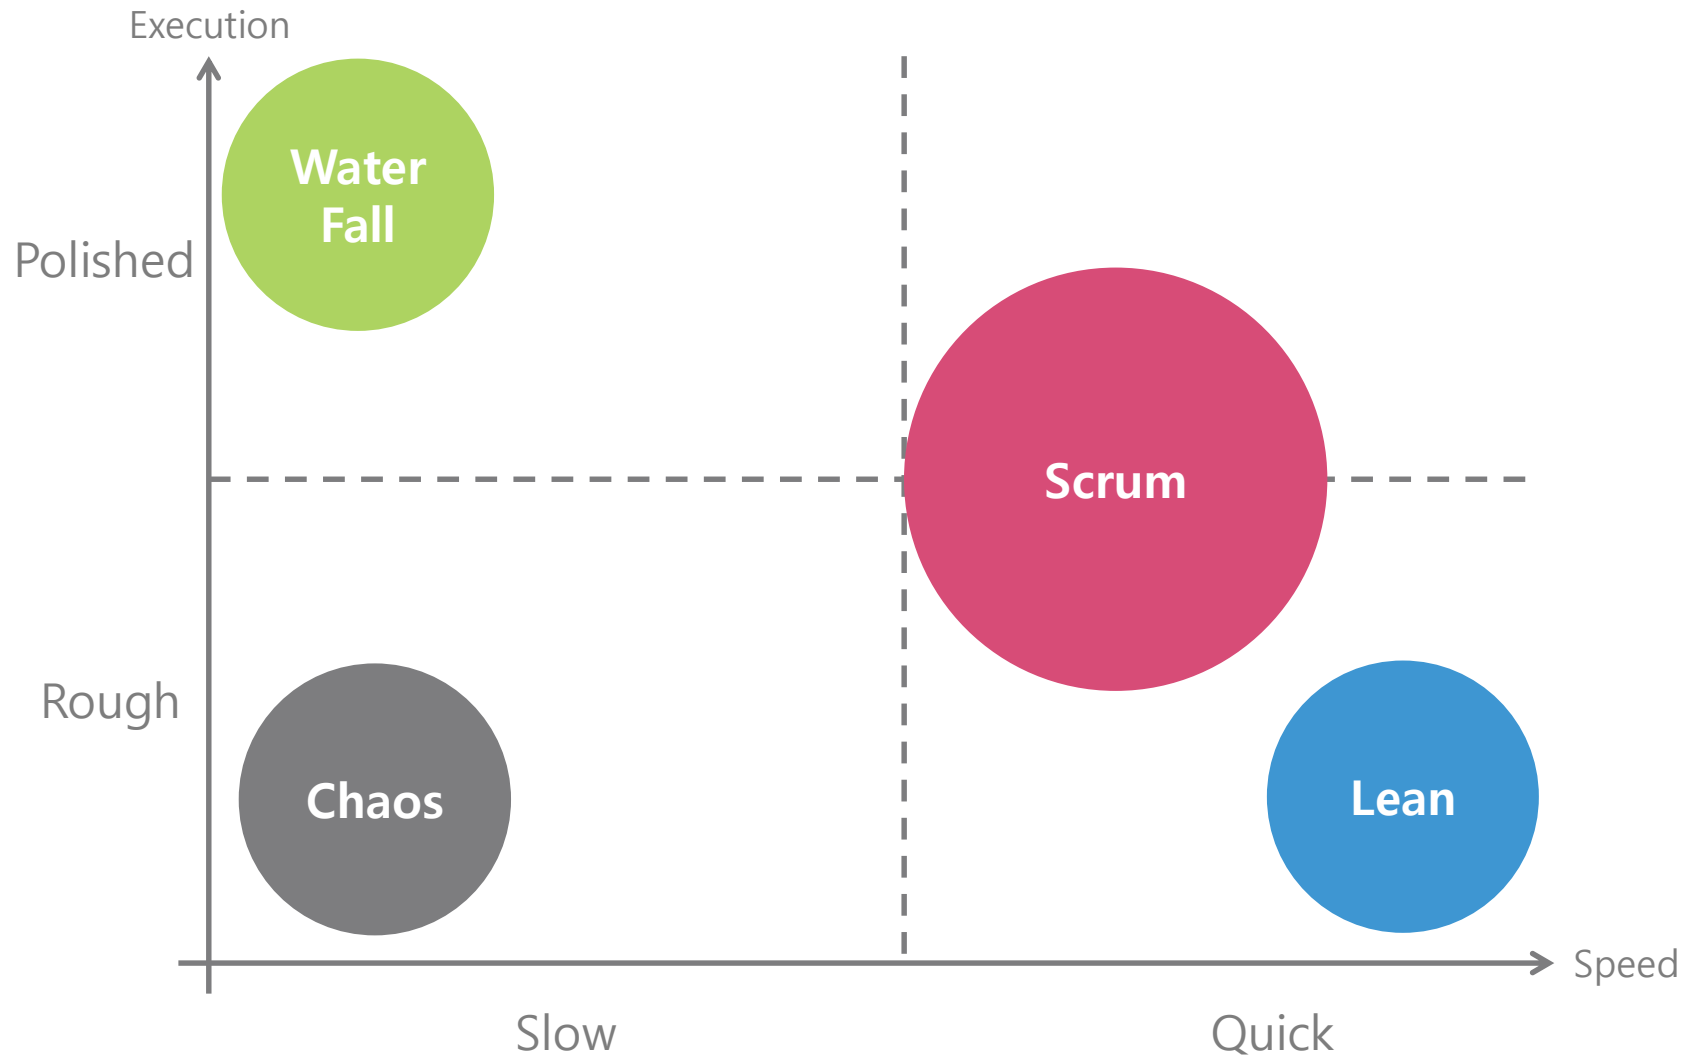 Execution
Water
Fall
Polished
Scrum
Rough
Chaos
Lean
Speed
Slow
Quick